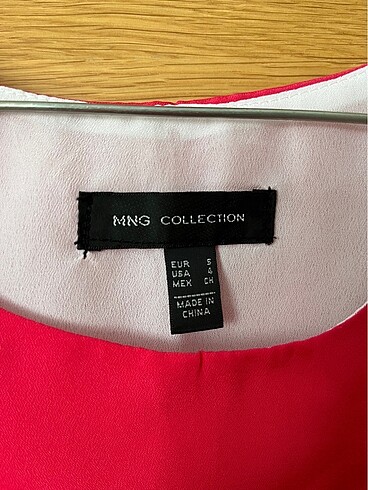 MNG COLLECTION
EUR S
USA 4
MEX CH
MADE IN
CHINA